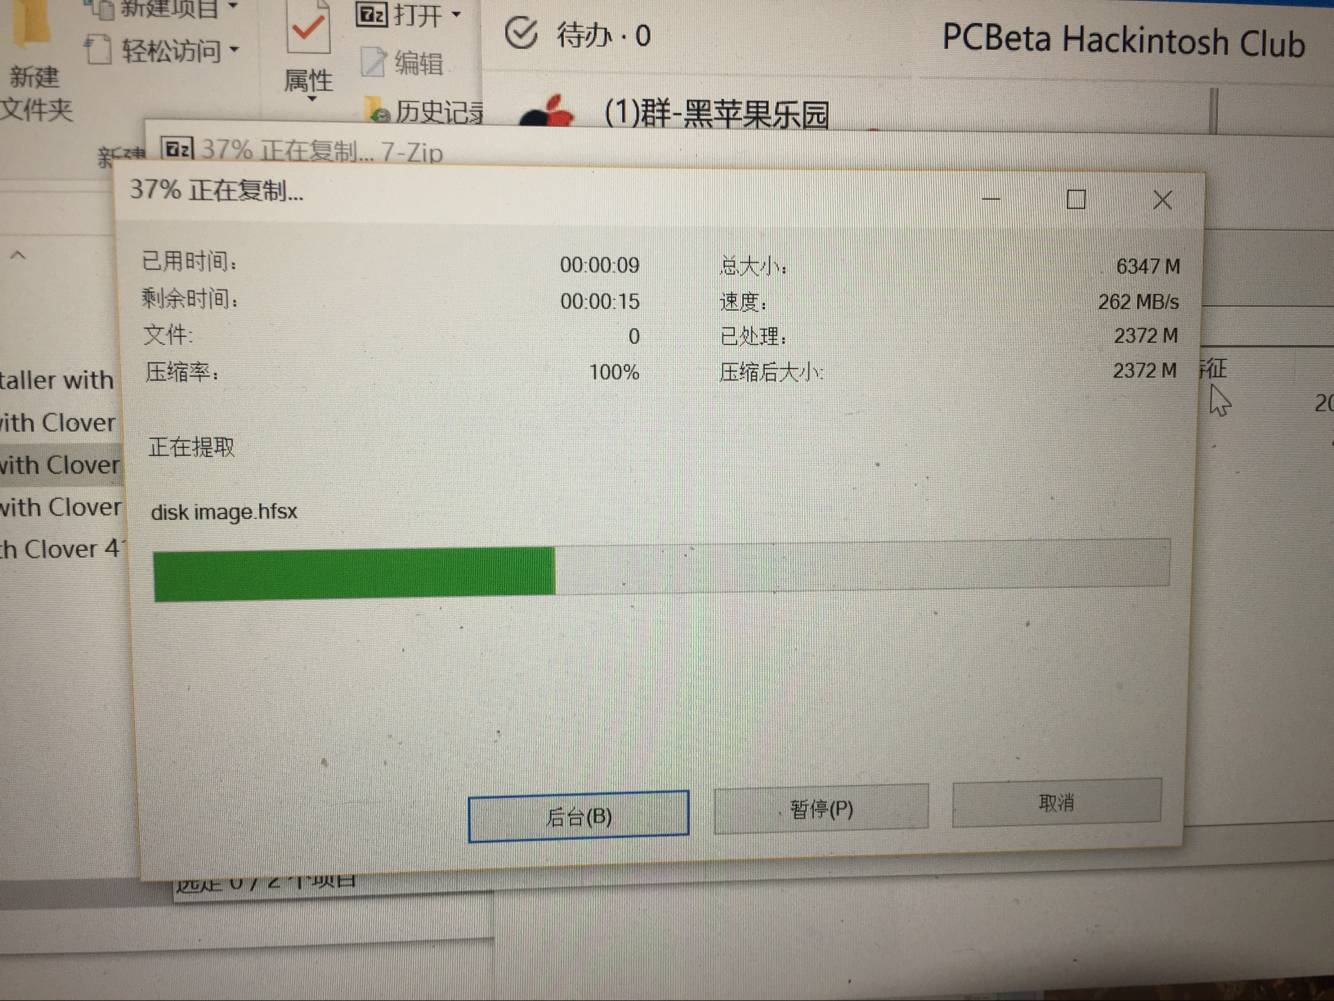 新建项目
打开
轻松访问
编辑
新建
文件夹
属性
历史记录
新建
待办 · 0
PCBeta Hackintosh Club
(1)群-黑苹果乐园
37% 正在复制... 7-Zip
37% 正在复制...
已用时间: 00:00:09 总大小: 6347 M
剩余时间: 00:00:15 速度: 262 MB/s
文件: 0 已处理: 2372 M
压缩率: 100% 压缩后大小: 2372 M
正在提取
disk image.hfsx
后台(B) 暂停(P) 取消
taller with
with Clover
with Clover
with Clover
th Clover 4
征
20
选定 0 / 2 个项目